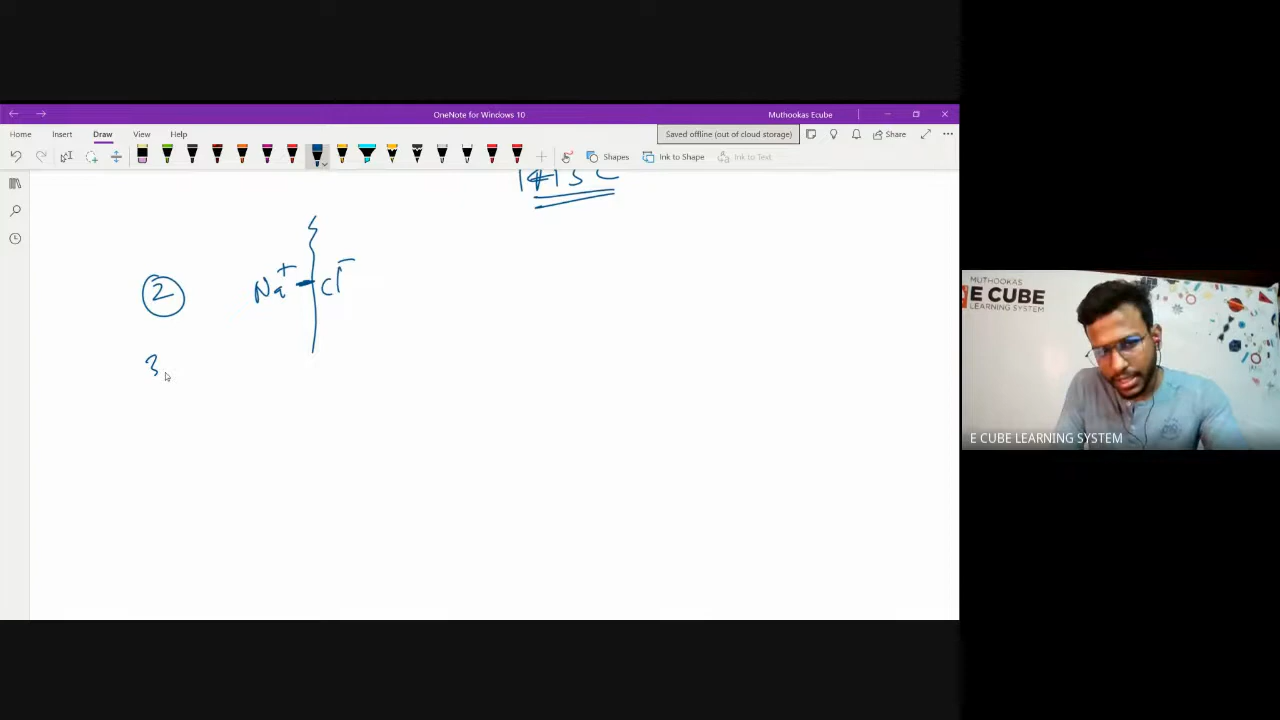 OneNote for Windows 10
Muthookas Ecube
Home Insert Draw View Help
Saved offline (out of cloud storage)
Share
Shapes
Ink to Shape
Ink to Text
② Na⁺ - Cl⁻
3
MUTHOOKAS
E CUBE
LEARNING SYSTEM
E CUBE LEARNING SYSTEM